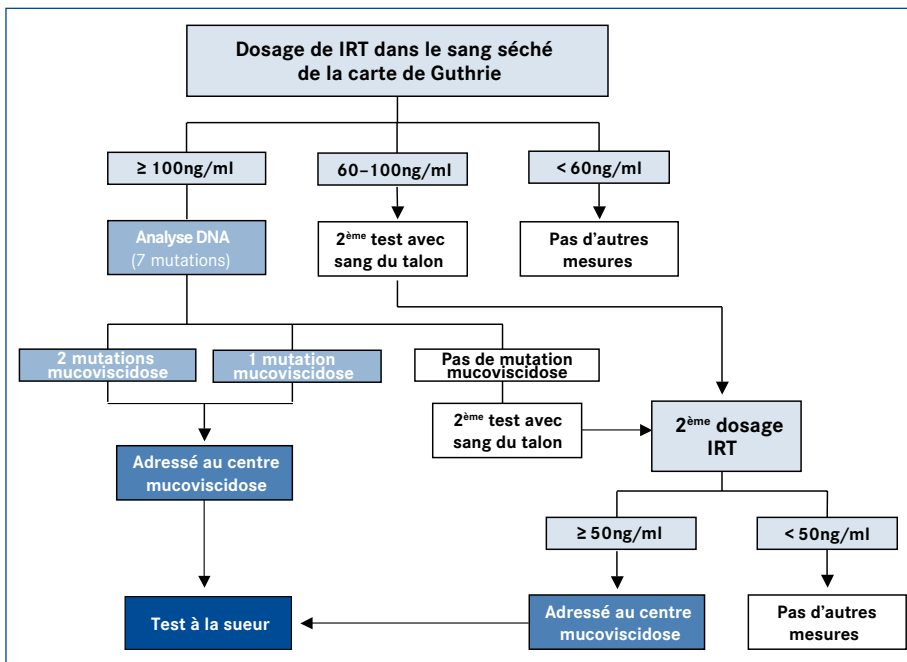 Dosage de IRT dans le sang séché
de la carte de Guthrie
≥ 100ng/ml
60–100ng/ml
< 60ng/ml
Analyse DNA
(7 mutations)
2ème test avec
sang du talon
Pas d'autres
mesures
2 mutations
mucoviscidose
1 mutation
mucoviscidose
Pas de mutation
mucoviscidose
2ème test avec
sang du talon
2ème dosage
IRT
Adressé au centre
mucoviscidose
≥ 50ng/ml
< 50ng/ml
Test à la sueur
Adressé au centre
mucoviscidose
Pas d'autres
mesures